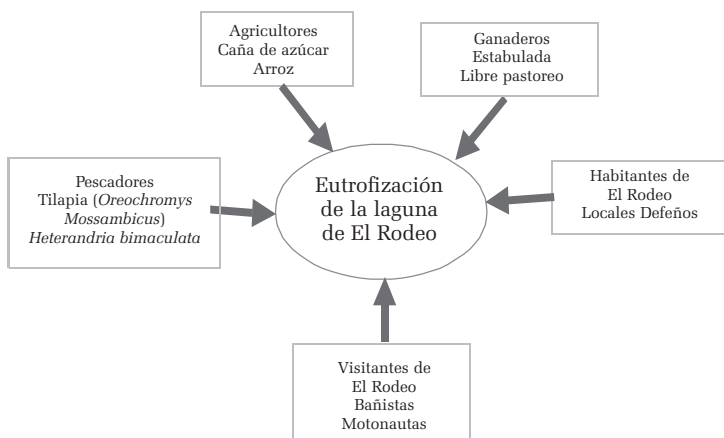 Agricultores
Caña de azúcar
Arroz
Ganaderos
Estabulada
Libre pastoreo
Pescadores
Tilapia (Oreochromys
Mossambicus)
Heterandria bimaculata
Eutrofización
de la laguna
de El Rodeo
Habitantes de
El Rodeo
Locales Defeños
Visitantes de
El Rodeo
Bañistas
Motonautas